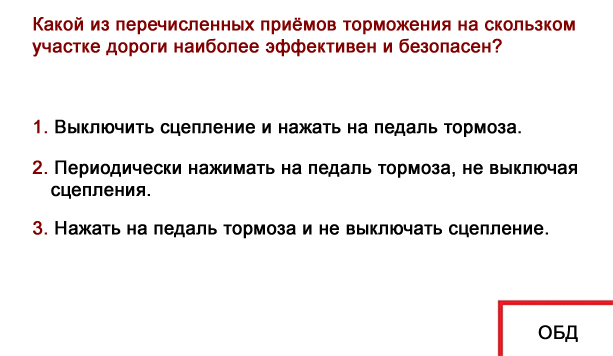 Какой из перечисленных приёмов торможения на скользком
участке дороги наиболее эффективен и безопасен?
1. Выключить сцепление и нажать на педаль тормоза.
2. Периодически нажимать на педаль тормоза, не выключая
сцепления.
3. Нажать на педаль тормоза и не выключать сцепление.
ОБД